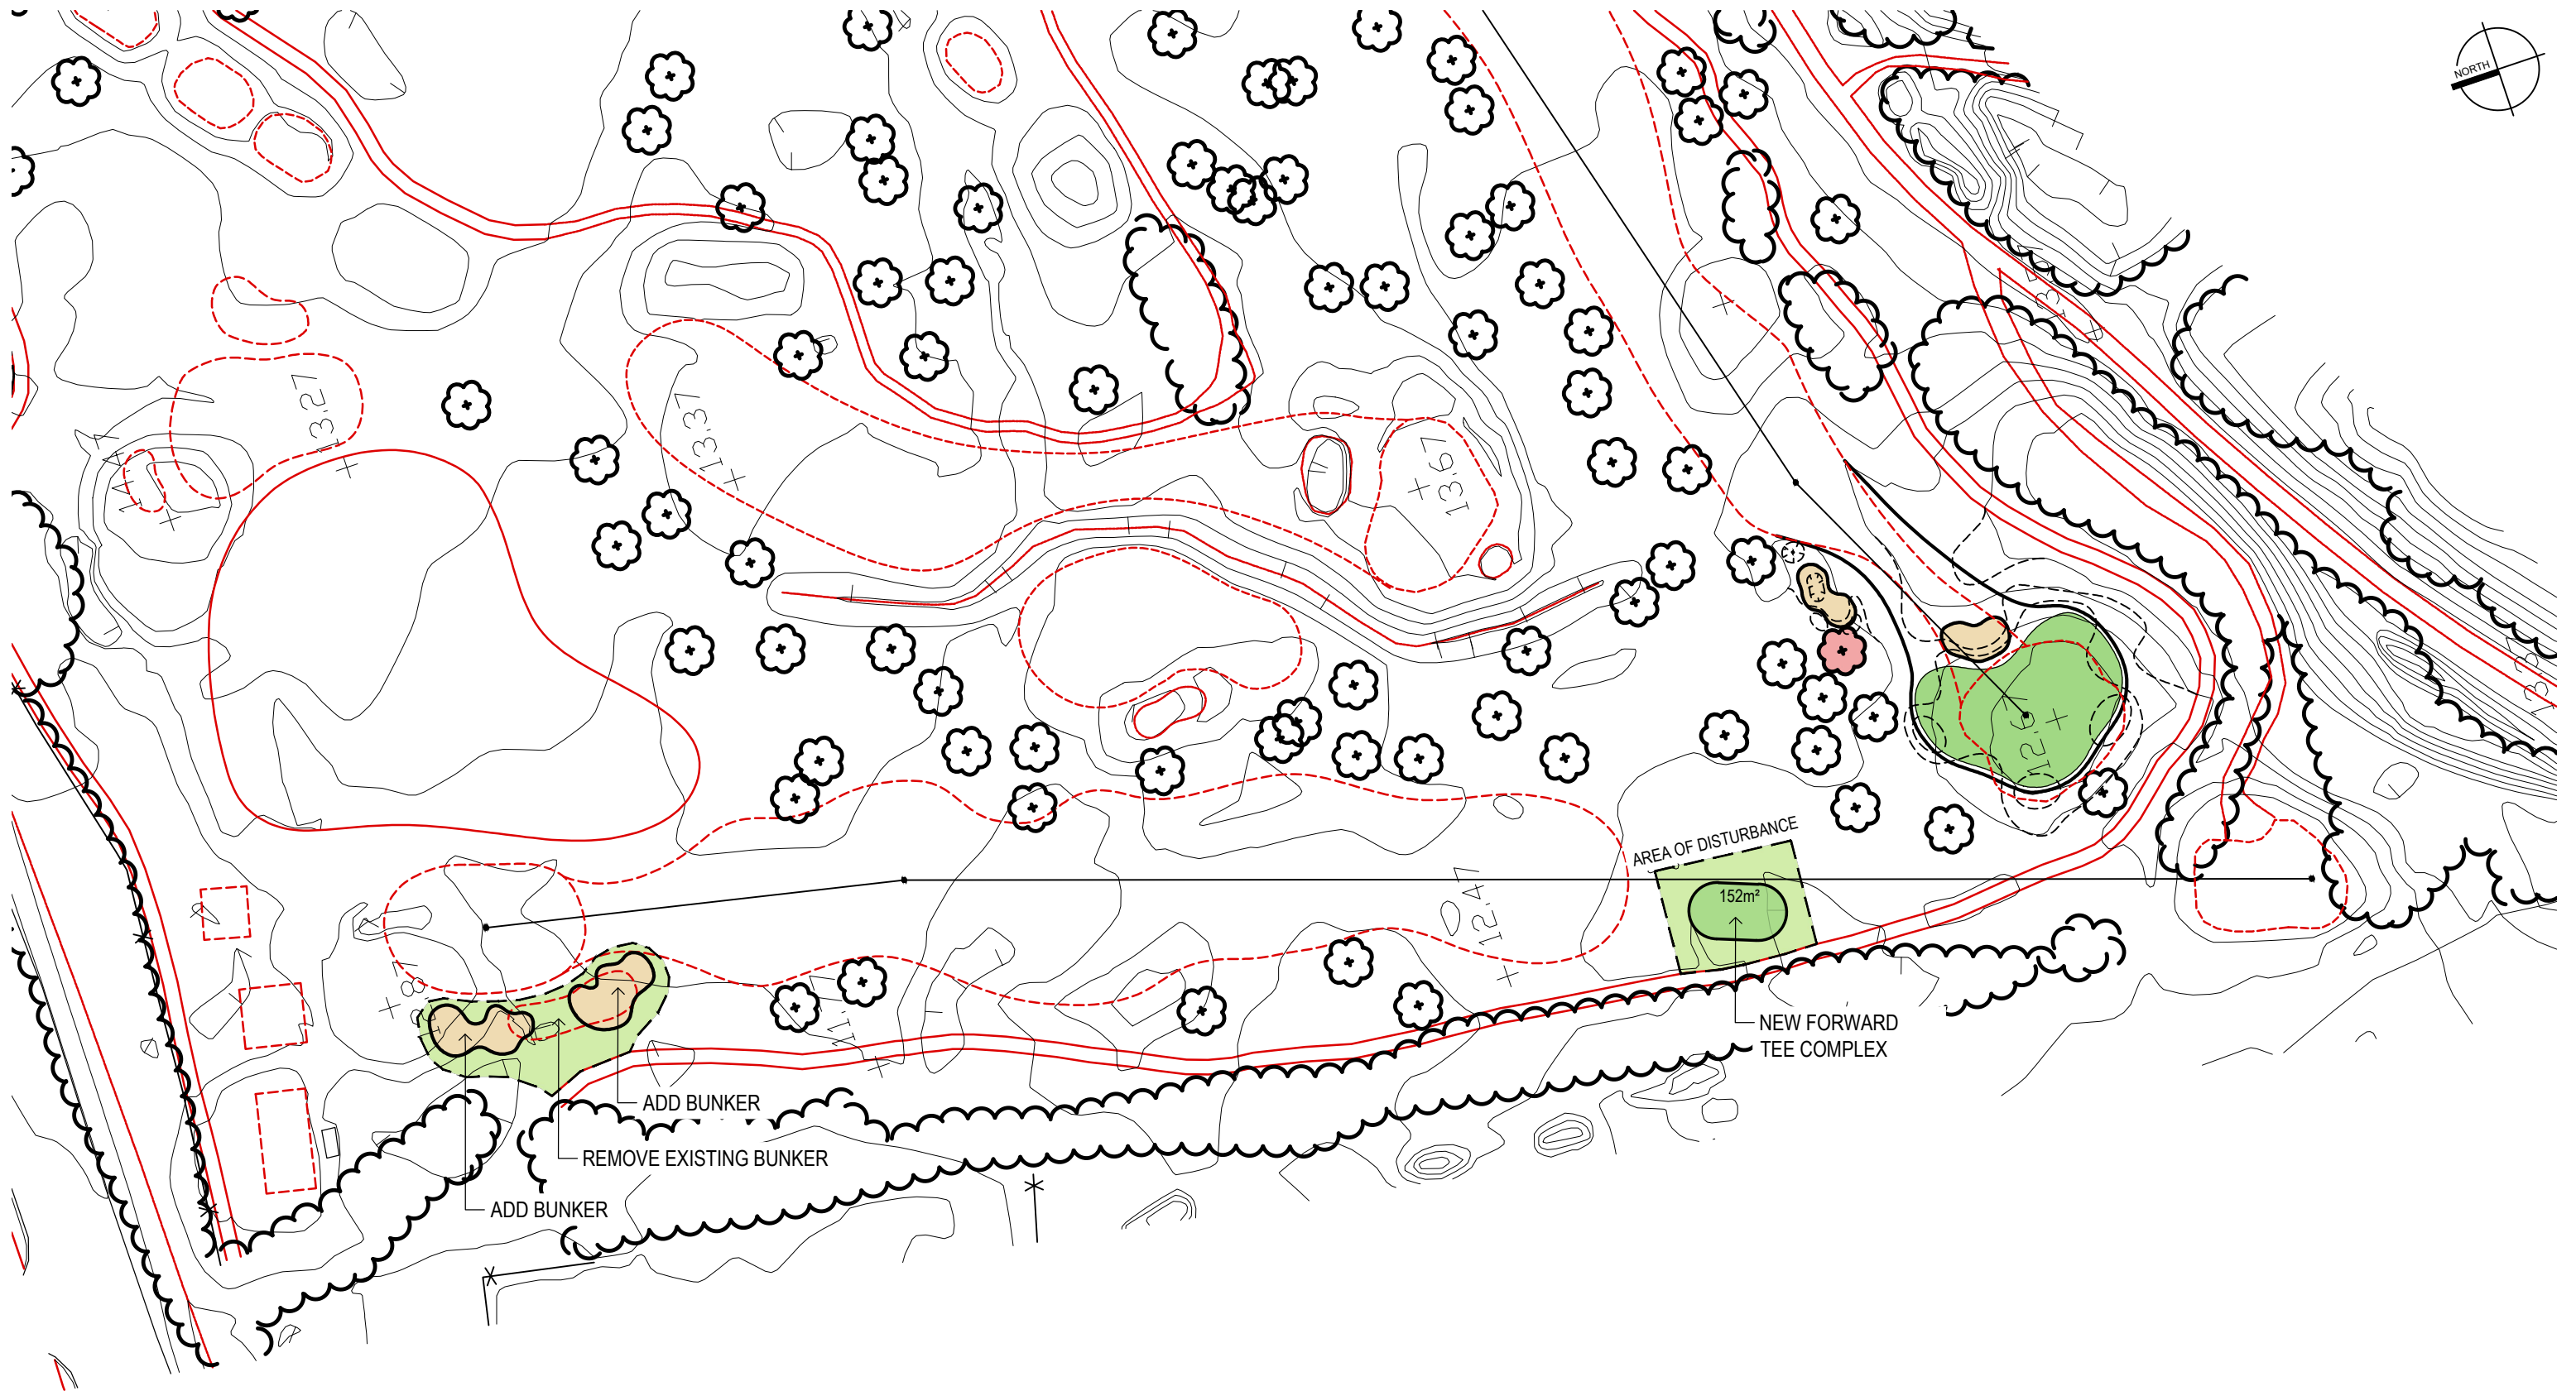 NORTH
13.27
13.37
13.67
AREA OF DISTURBANCE
152m²
12.47
NEW FORWARD
TEE COMPLEX
ADD BUNKER
REMOVE EXISTING BUNKER
ADD BUNKER